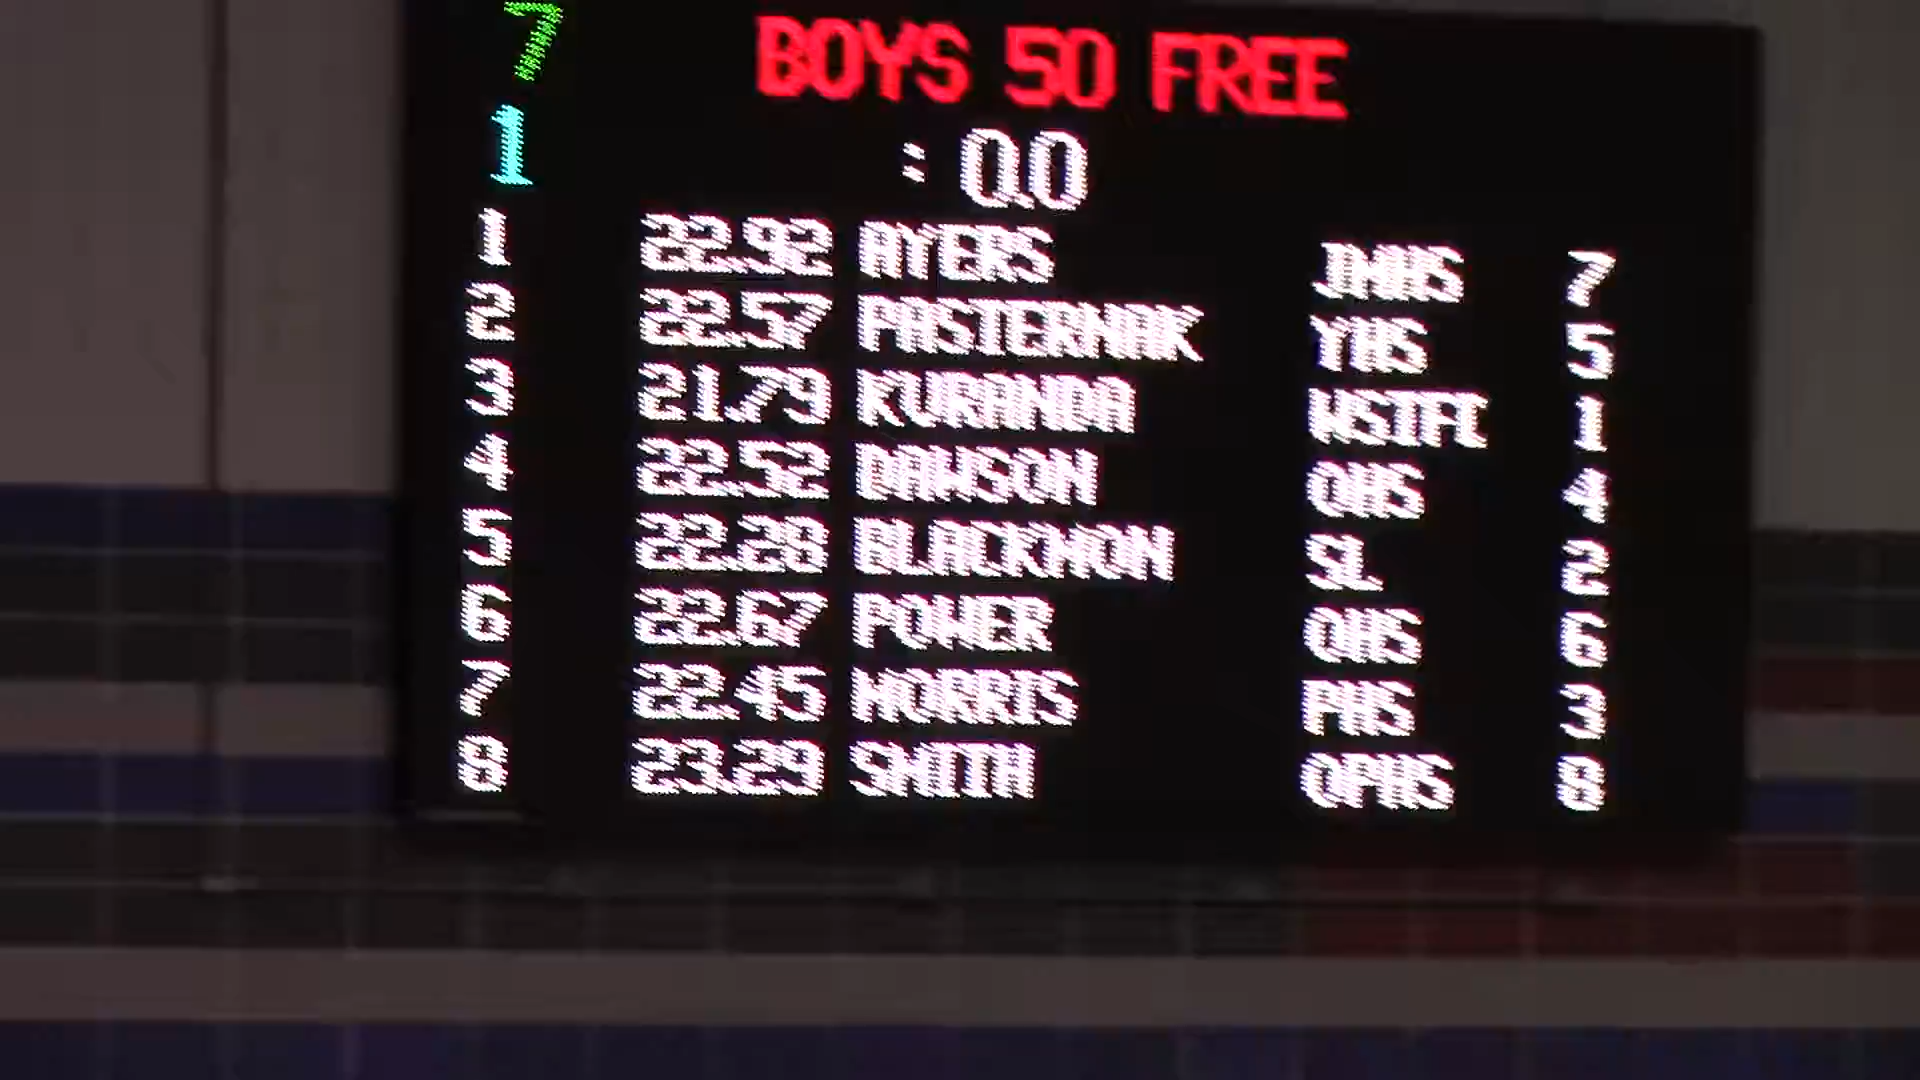 7 BOYS 50 FREE
1 : 0.0
1 22.92 AYERS JMHS 7
2 22.57 PASTERNAK YHS 5
3 21.79 KURANDA WSTFL 1
4 22.52 DAWSON OHS 4
5 22.28 BLACKMON SL 2
6 22.67 POWER OHS 6
7 22.45 MORRIS PHS 3
8 23.29 SMITH OPHS 8